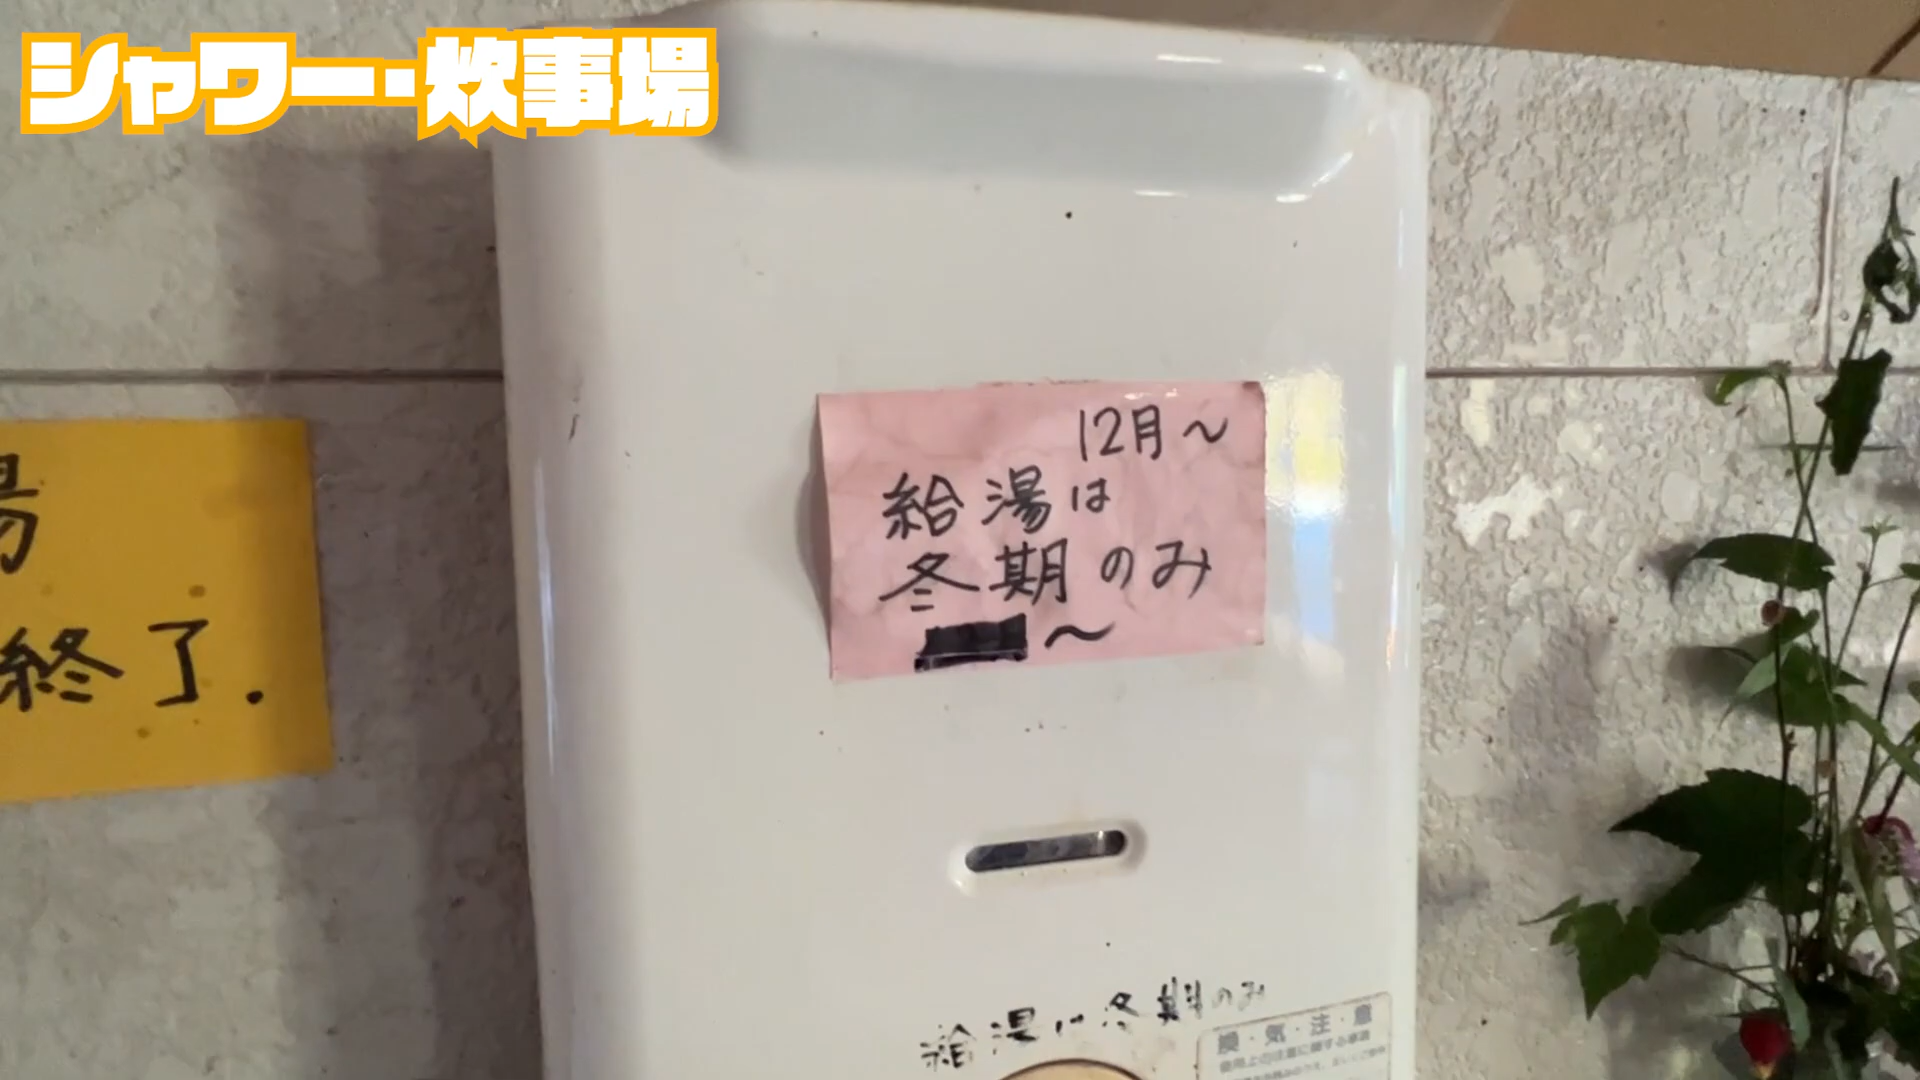 シャワー・炊事場
湯
終了.
12月〜
給湯は
冬期のみ
〜
給湯は冬期のみ
換・気・注・意